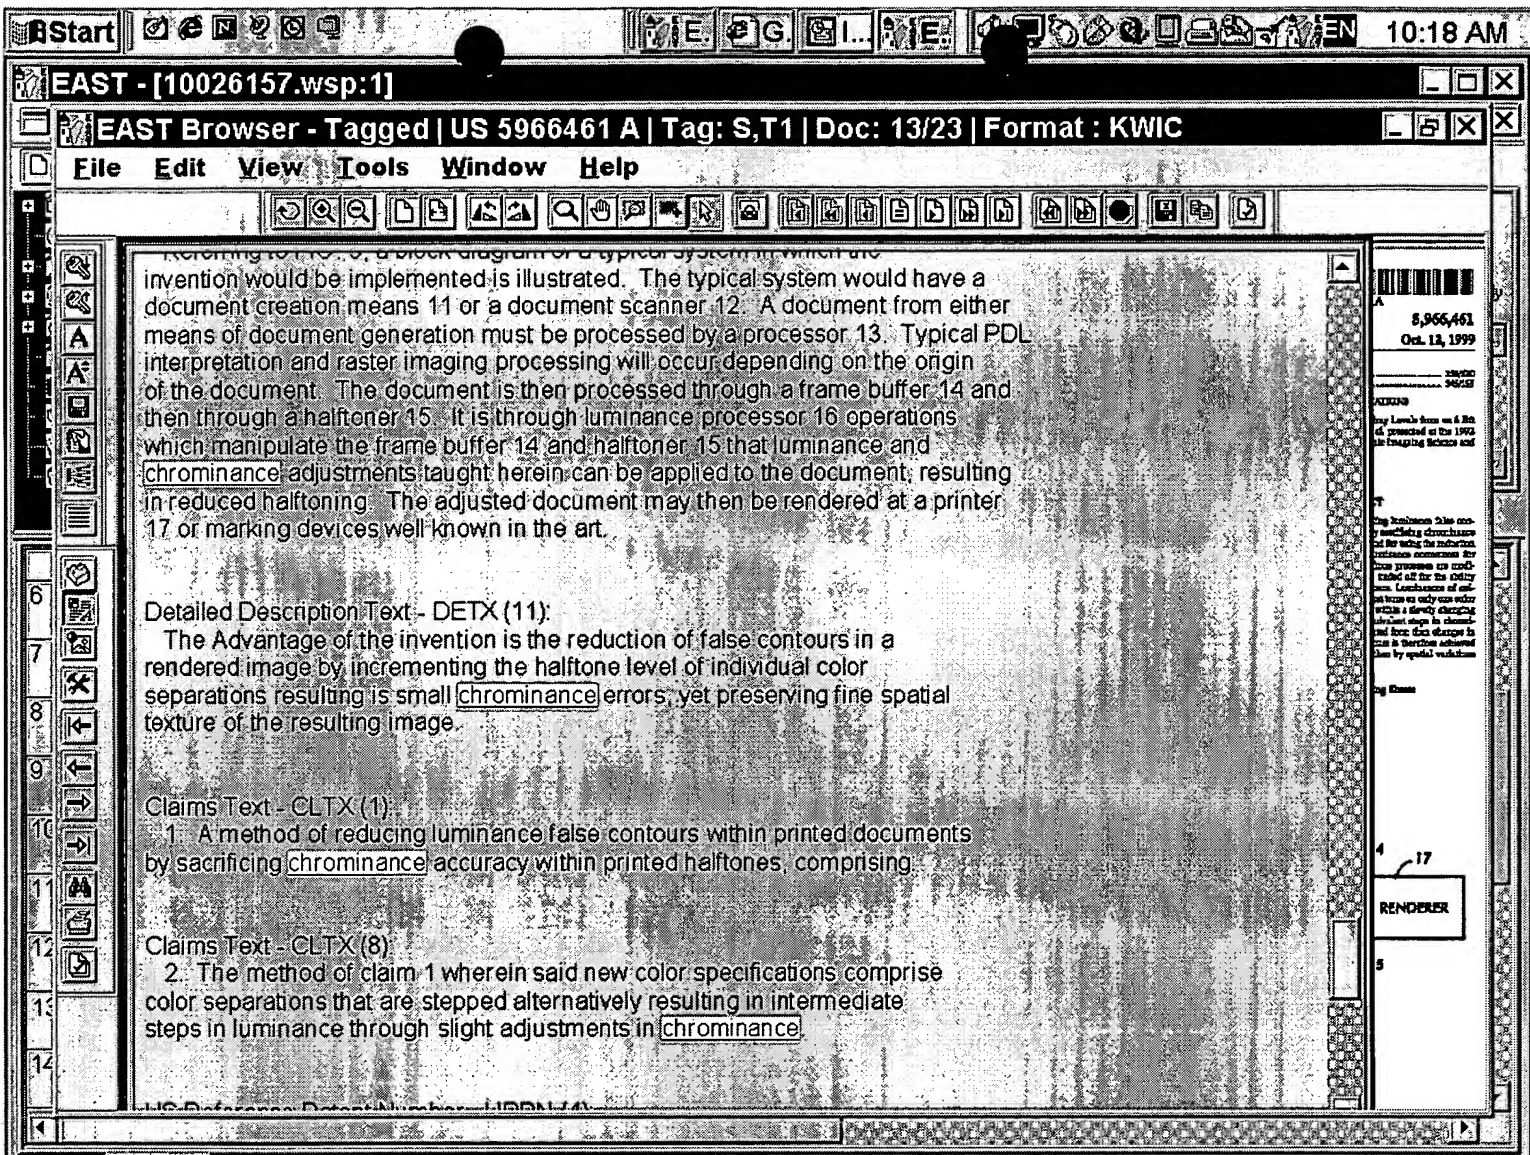 Start
E.
G.
I...
E.
EN
10:18 AM
EAST - [10026157.wsp:1]
EAST Browser - Tagged | US 5966461 A | Tag: S,T1 | Doc: 13/23 | Format : KWIC
File Edit View Tools Window Help
invention would be implemented is illustrated. The typical system would have a
document creation means 11 or a document scanner 12. A document from either
means of document generation must be processed by a processor 13. Typical PDL
interpretation and raster imaging processing will occur depending on the origin
of the document. The document is then processed through a frame buffer 14 and
then through a halftoner 15. It is through luminance processor 16 operations
which manipulate the frame buffer 14 and halftoner 15 that luminance and
chrominance adjustments taught herein can be applied to the document, resulting
in reduced halftoning. The adjusted document may then be rendered at a printer
17 or marking devices well known in the art.
Detailed Description Text - DETX (11):
The Advantage of the invention is the reduction of false contours in a
rendered image by incrementing the halftone level of individual color
separations resulting is small chrominance errors, yet preserving fine spatial
texture of the resulting image.
Claims Text - CLTX (1):
1. A method of reducing luminance false contours within printed documents
by sacrificing chrominance accuracy within printed halftones, comprising
Claims Text - CLTX (8):
2. The method of claim 1 wherein said new color specifications comprise
color separations that are stepped alternatively resulting in intermediate
steps in luminance through slight adjustments in chrominance.
6
7
8
9
10
11
12
13
14
5,966,461
Oct. 12, 1999
4
17
RENDERER
5